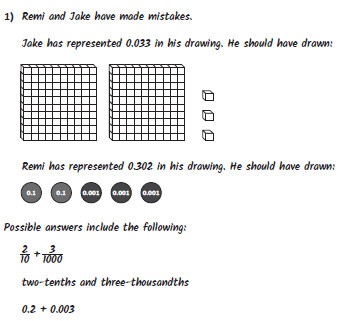 1) Remi and Jake have made mistakes.
Jake has represented 0.033 in his drawing. He should have drawn:
Remi has represented 0.302 in his drawing. He should have drawn:
0.1 0.1 0.001 0.001 0.001
Possible answers include the following:
2/10 + 3/1000
two-tenths and three-thousandths
0.2 + 0.003